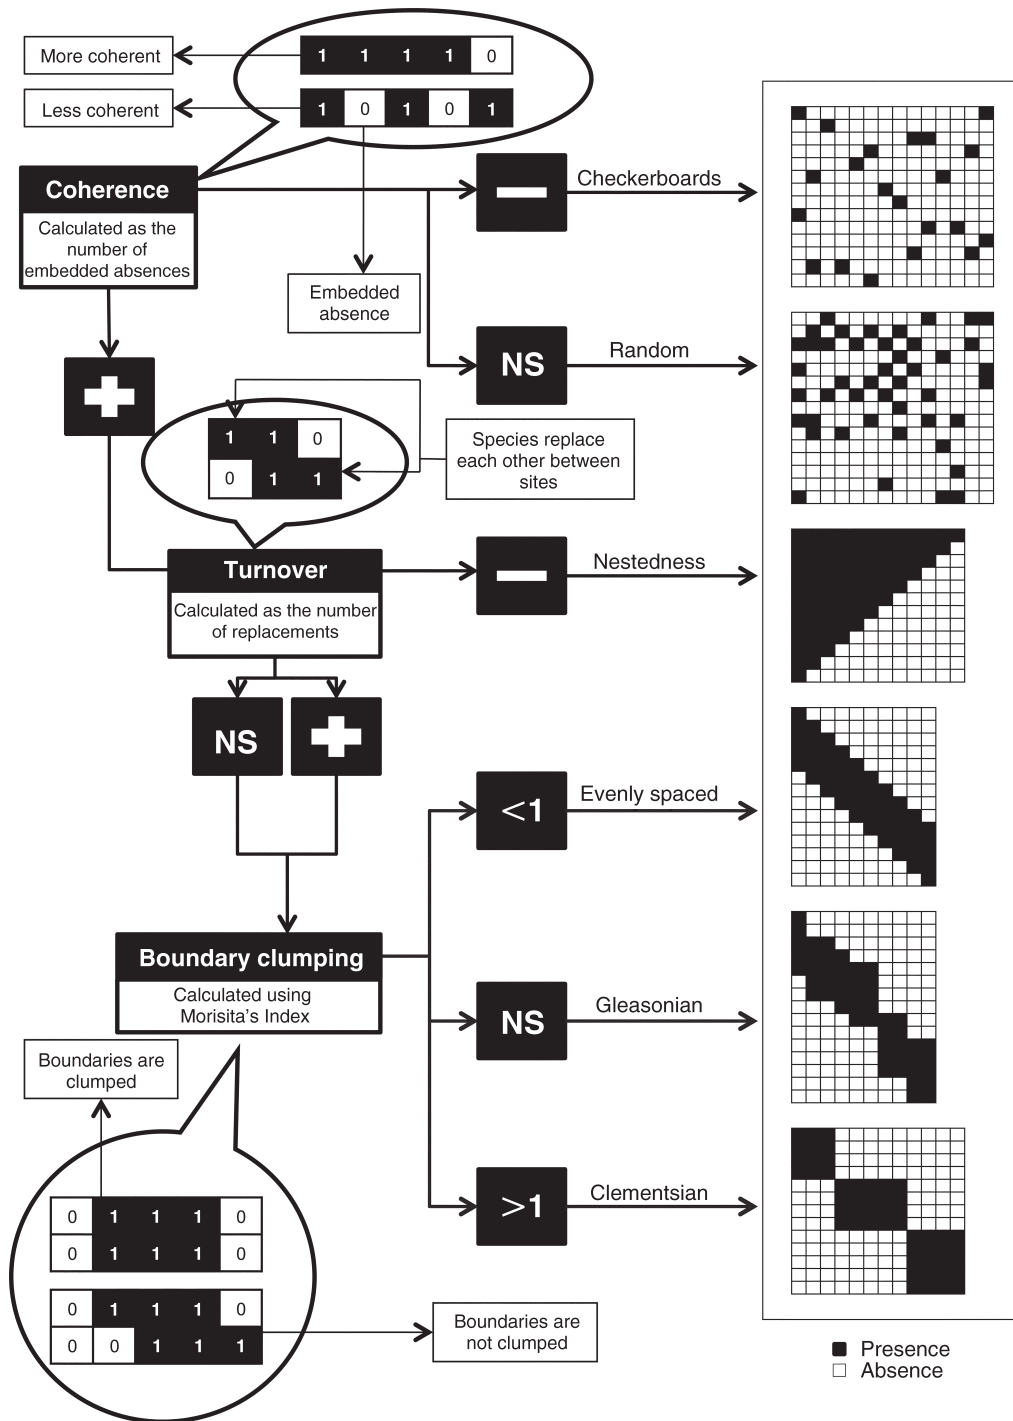 More coherent
1 1 1 1 0
Less coherent
1 0 1 0 1
Coherence
Calculated as the
number of
embedded absences
Checkerboards
Embedded
absence
NS
Random
1 1 0
0 1 1
Species replace
each other between
sites
Turnover
Calculated as the number
of replacements
Nestedness
NS
<1
Evenly spaced
Boundary clumping
Calculated using
Morisita's Index
NS
Gleasonian
Boundaries are
clumped
>1
Clementsian
0 1 1 1 0
0 1 1 1 0
0 1 1 1 0
0 0 1 1 1
Boundaries are
not clumped
Presence
Absence